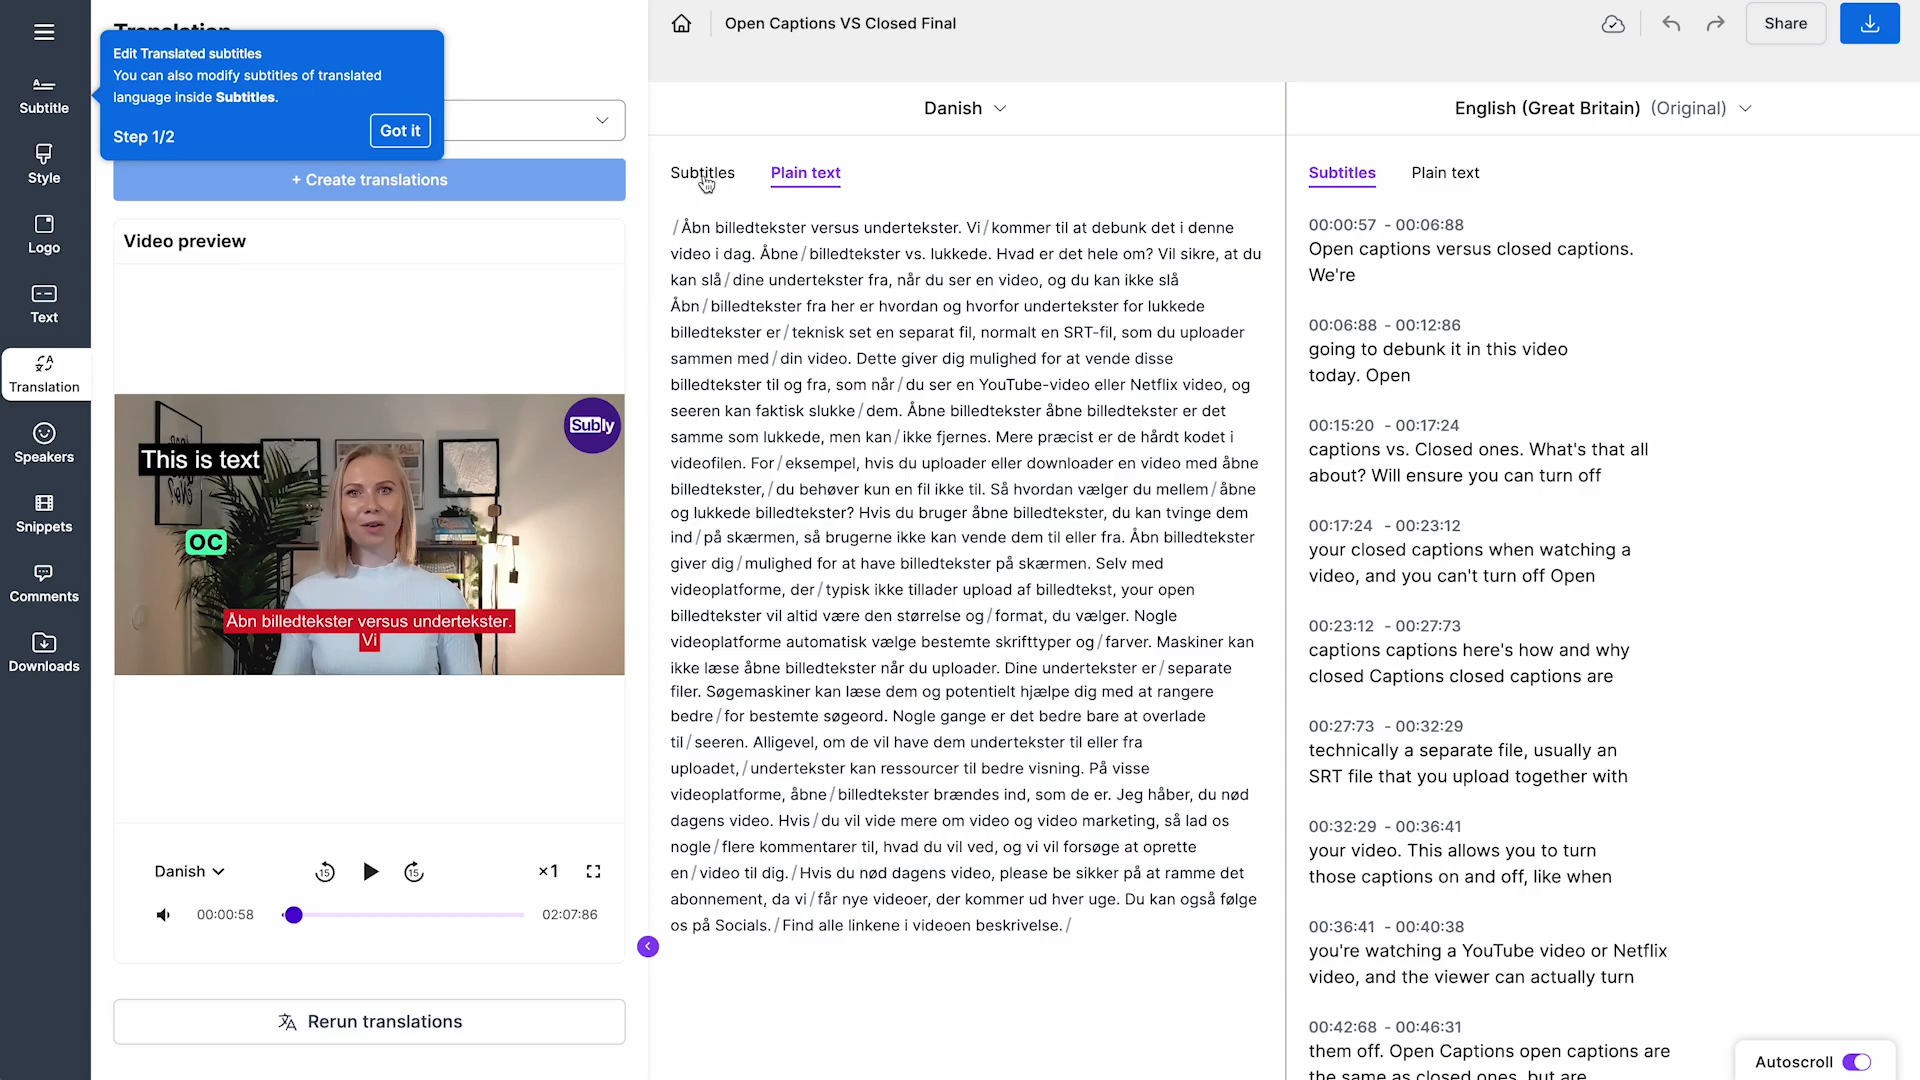 Translation
Edit Translated subtitles
You can also modify subtitles of translated
language inside Subtitles.
Step 1/2
Got it
Subtitle
Style
Logo
Text
Translation
Speakers
Snippets
Comments
Downloads
+ Create translations
Video preview
Subly
This is text
OC
Åbn billedtekster versus undertekster.
Vi
Danish
15
15
×1
00:00:58
02:07:86
Rerun translations
Open Captions VS Closed Final
Share
Danish
Subtitles
Plain text
/Åbn billedtekster versus undertekster. Vi/kommer til at debunk det i denne
video i dag. Åbne/billedtekster vs. lukkede. Hvad er det hele om? Vil sikre, at du
kan slå/dine undertekster fra, når du ser en video, og du kan ikke slå
Åbn/billedtekster fra her er hvordan og hvorfor undertekster for lukkede
billedtekster er/teknisk set en separat fil, normalt en SRT-fil, som du uploader
sammen med/din video. Dette giver dig mulighed for at vende disse
billedtekster til og fra, som når/du ser en YouTube-video eller Netflix video, og
seeren kan faktisk slukke/dem. Åbne billedtekster åbne billedtekster er det
samme som lukkede, men kan/ikke fjernes. Mere præcist er de hårdt kodet i
videofilen. For/eksempel, hvis du uploader eller downloader en video med åbne
billedtekster,/du behøver kun en fil ikke til. Så hvordan vælger du mellem/åbne
og lukkede billedtekster? Hvis du bruger åbne billedtekster, du kan tvinge dem
ind/på skærmen, så brugerne ikke kan vende dem til eller fra. Åbn billedtekster
giver dig/mulighed for at have billedtekster på skærmen. Selv med
videoplatforme, der/typisk ikke tillader upload af billedtekst, your open
billedtekster vil altid være den størrelse og/format, du vælger. Nogle
videoplatforme automatisk vælge bestemte skrifttyper og/farver. Maskiner kan
ikke læse åbne billedtekster når du uploader. Dine undertekster er/separate
filer. Søgemaskiner kan læse dem og potentielt hjælpe dig med at rangere
bedre/for bestemte søgeord. Nogle gange er det bedre bare at overlade
til/seeren. Alligevel, om de vil have dem undertekster til eller fra
uploadet,/undertekster kan ressourcer til bedre visning. På visse
videoplatforme, åbne/billedtekster brændes ind, som de er. Jeg håber, du nød
dagens video. Hvis/du vil vide mere om video og video marketing, så lad os
nogle/flere kommentarer til, hvad du vil ved, og vi vil forsøge at oprette
en/video til dig./Hvis du nød dagens video, please be sikker på at ramme det
abonnement, da vi/får nye videoer, der kommer ud hver uge. Du kan også følge
os på Socials./Find alle linkene i videoen beskrivelse./
English (Great Britain) (Original)
Subtitles
Plain text
00:00:57 - 00:06:88
Open captions versus closed captions.
We're
00:06:88 - 00:12:86
going to debunk it in this video
today. Open
00:15:20 - 00:17:24
captions vs. Closed ones. What's that all
about? Will ensure you can turn off
00:17:24 - 00:23:12
your closed captions when watching a
video, and you can't turn off Open
00:23:12 - 00:27:73
captions captions here's how and why
closed Captions closed captions are
00:27:73 - 00:32:29
technically a separate file, usually an
SRT file that you upload together with
00:32:29 - 00:36:41
your video. This allows you to turn
those captions on and off, like when
00:36:41 - 00:40:38
you're watching a YouTube video or Netflix
video, and the viewer can actually turn
00:42:68 - 00:46:31
them off. Open Captions open captions are
the same as closed ones, but are
Autoscroll